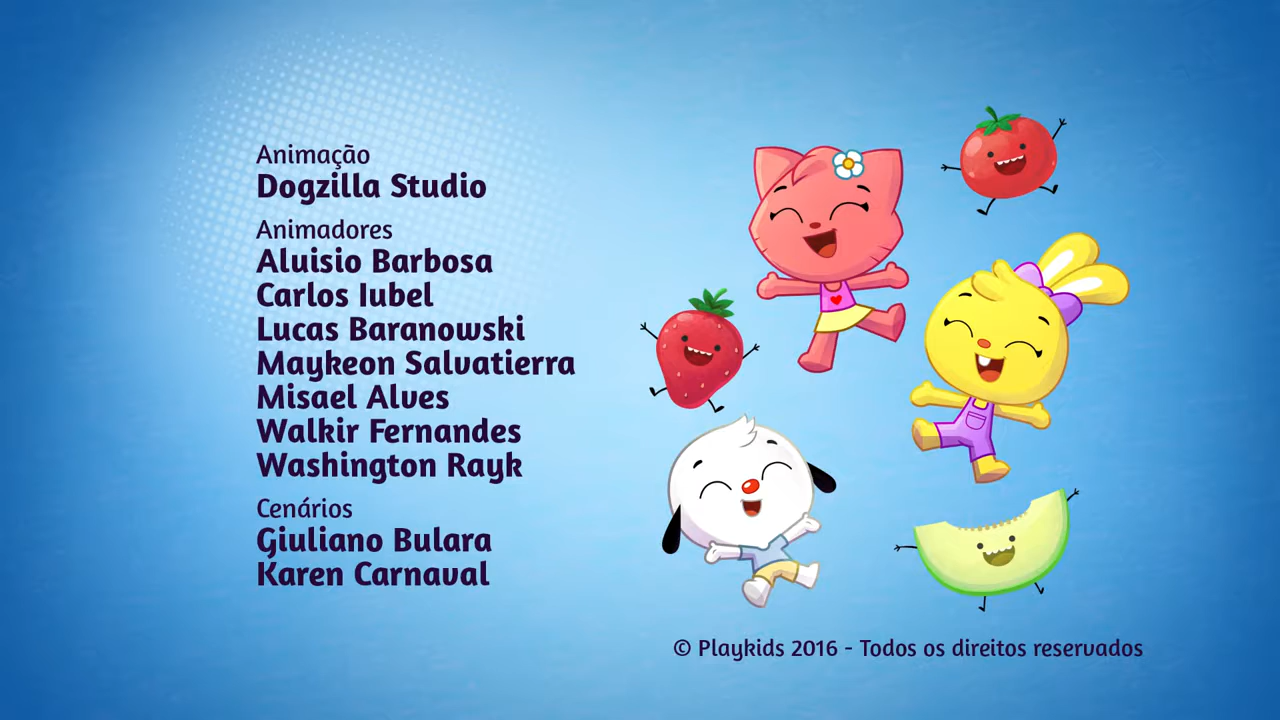 Animação
Dogzilla Studio
Animadores
Aluisio Barbosa
Carlos Iubel
Lucas Baranowski
Maykeon Salvatierra
Misael Alves
Walkir Fernandes
Washington Rayk
Cenários
Giuliano Bulara
Karen Carnaval
© Playkids 2016 - Todos os direitos reservados